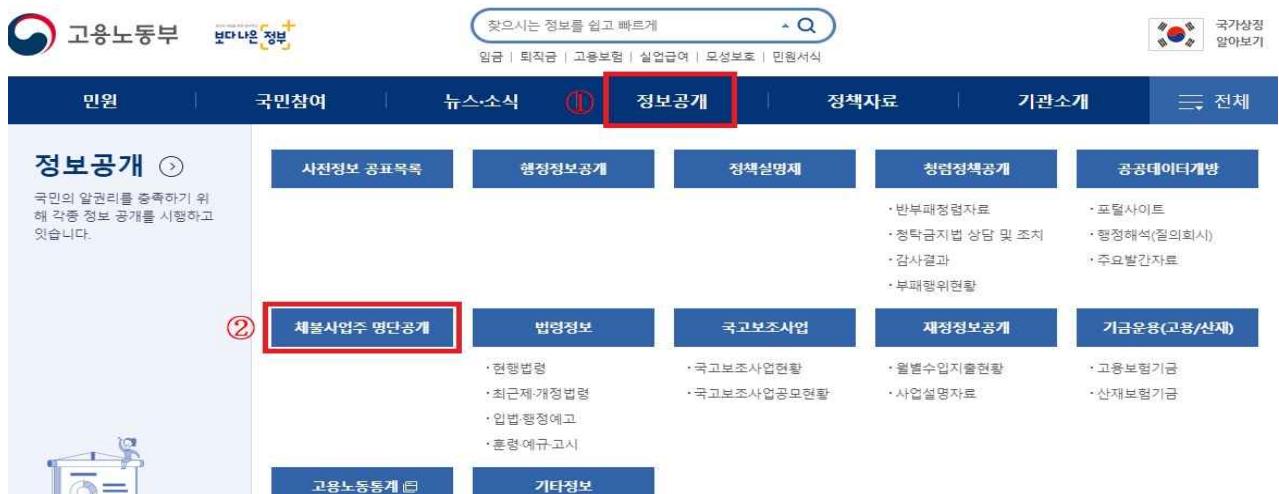 고용노동부 보다나은 정부
찾으시는 정보를 쉽고 빠르게
임금 | 퇴직금 | 고용보험 | 실업급여 | 모성보호 | 민원서식
국가상징
알아보기
민원 국민참여 뉴스·소식 ① 정보공개 정책자료 기관소개 전체
정보공개
국민의 알권리를 충족하기 위
해 각종 정보 공개를 시행하고
잇습니다.
사전정보 공표목록 행정정보공개 정책실명제 청렴정책공개 공공데이터개방
·반부패청렴자료 ·포털사이트
·청탁금지법 상담 및 조치 ·행정해석(질의회시)
·감사결과 ·주요발간자료
·부패행위현황
② 체불사업주 명단공개 법령정보 국고보조사업 재정정보공개 기금운용(고용/산재)
·현행법령 ·국고보조사업현황 ·월별수입지출현황 ·고용보험기금
·최근제·개정법령 ·국고보조사업공모현황 ·사업설명자료 ·산재보험기금
·입법·행정예고
·훈령·예규·고시
고용노동통계 기타정보